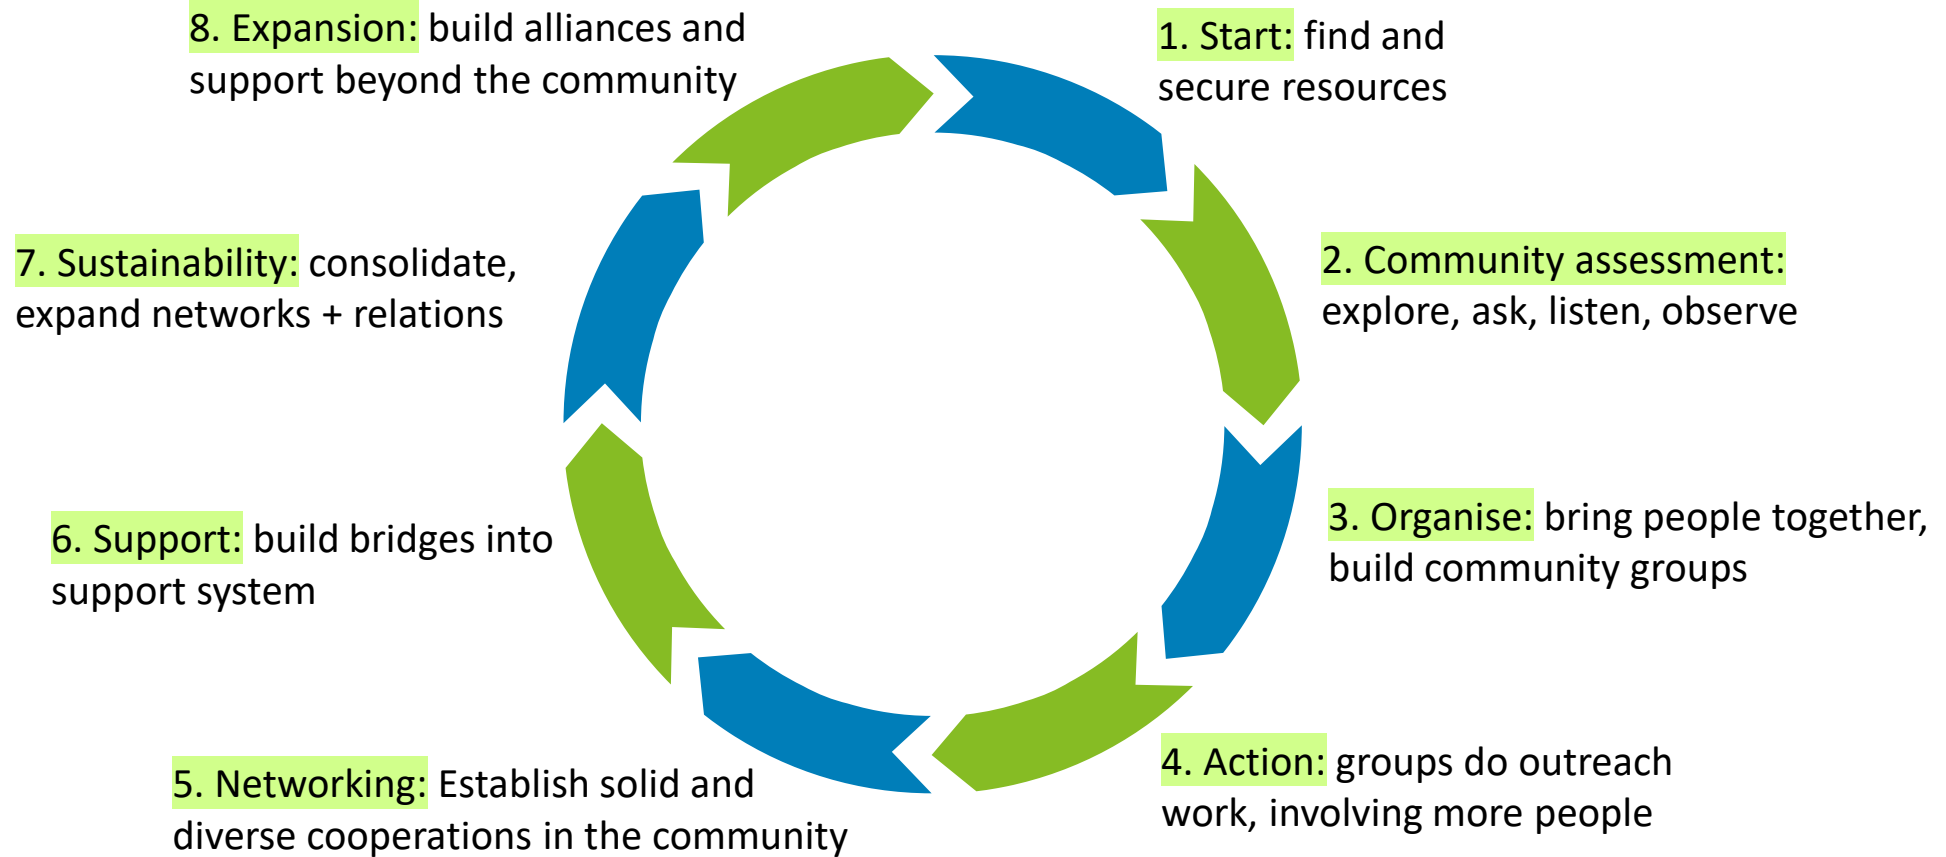 1. Start: find and
secure resources
2. Community assessment:
explore, ask, listen, observe
3. Organise: bring people together,
build community groups
4. Action: groups do outreach
work, involving more people
5. Networking: Establish solid and
diverse cooperations in the community
6. Support: build bridges into
support system
7. Sustainability: consolidate,
expand networks + relations
8. Expansion: build alliances and
support beyond the community